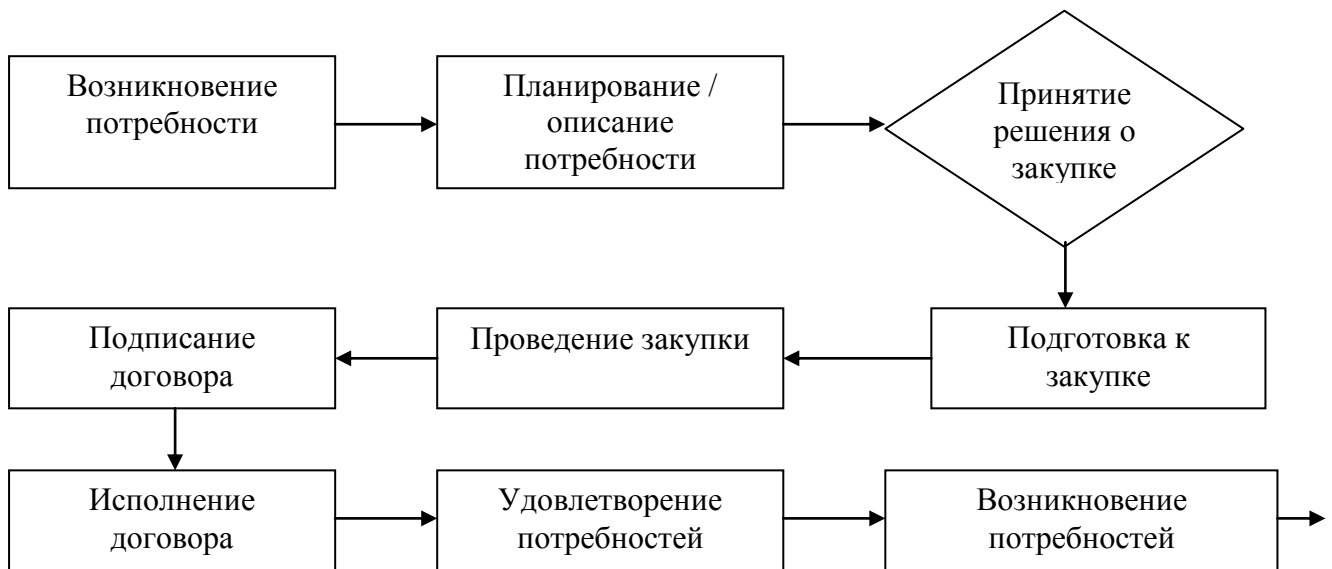 Возникновение
потребности
Планирование /
описание
потребности
Принятие
решения о
закупке
Подготовка к
закупке
Проведение закупки
Подписание
договора
Исполнение
договора
Удовлетворение
потребностей
Возникновение
потребностей